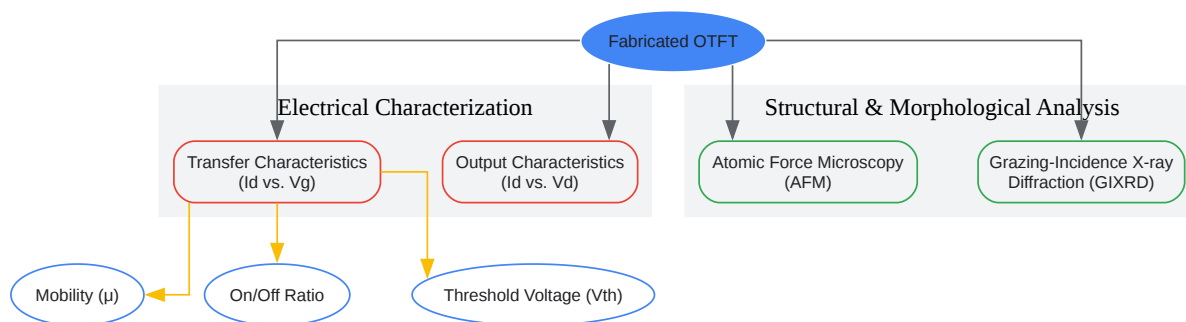 Fabricated OTFT
Electrical Characterization
Structural & Morphological Analysis
Transfer Characteristics
(Id vs. Vg)
Output Characteristics
(Id vs. Vd)
Atomic Force Microscopy
(AFM)
Grazing-Incidence X-ray
Diffraction (GIXRD)
Mobility (μ)
On/Off Ratio
Threshold Voltage (Vth)